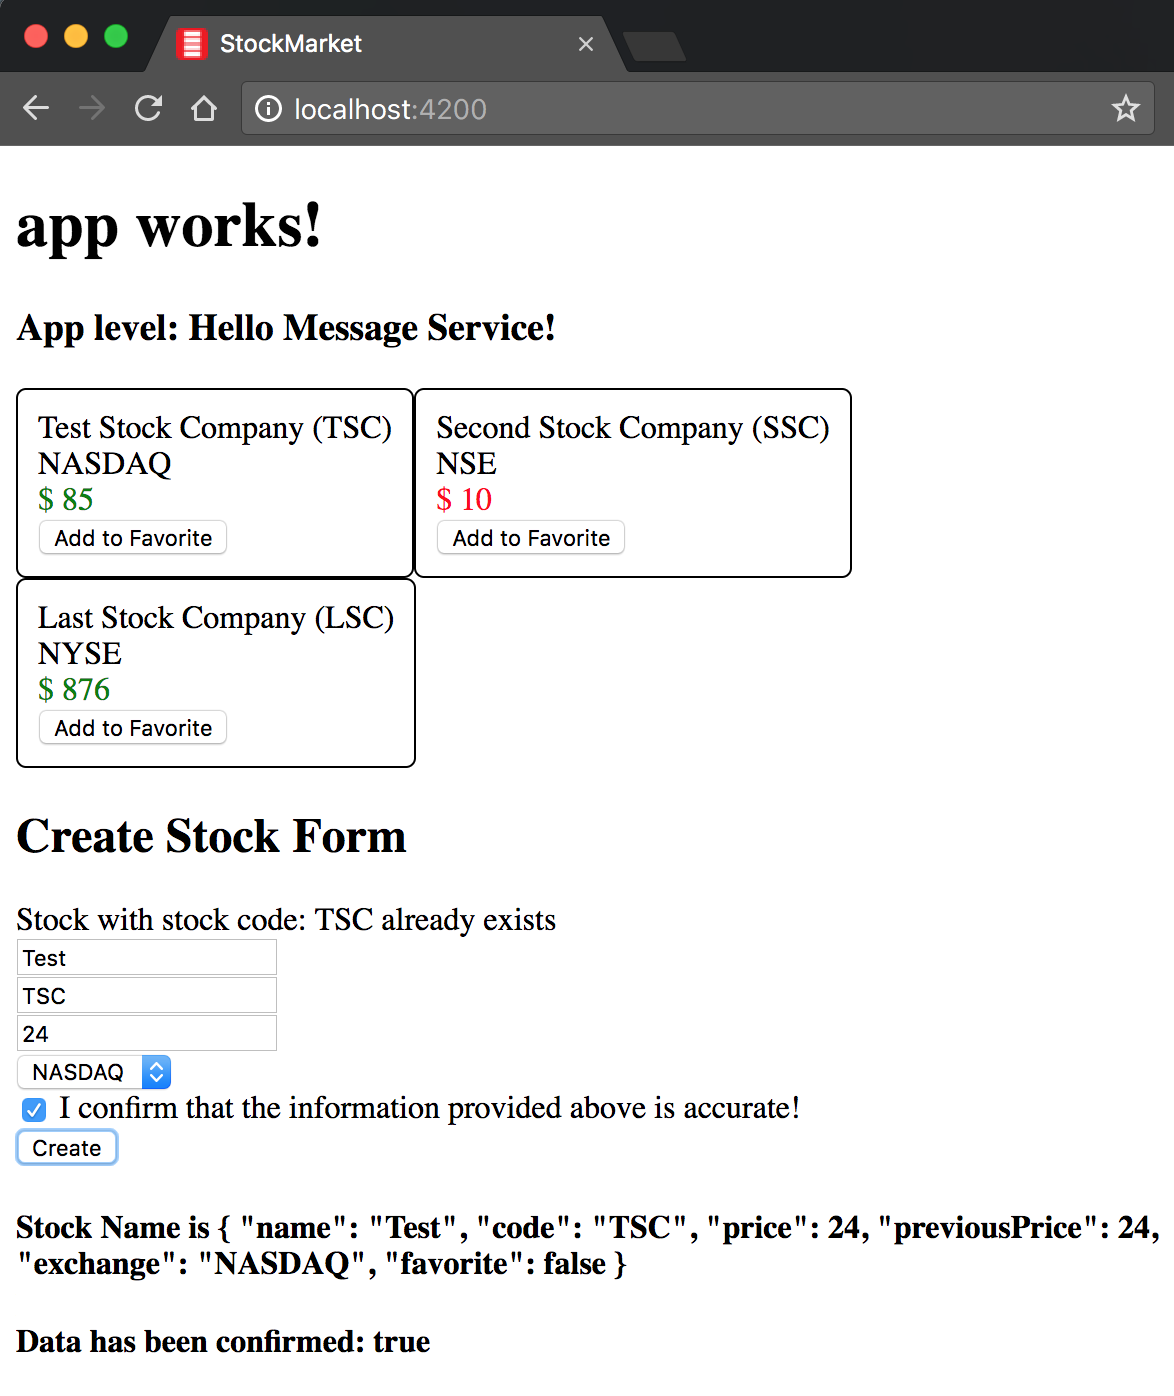 StockMarket
localhost:4200
app works!
App level: Hello Message Service!
Test Stock Company (TSC)
NASDAQ
$ 85
Add to Favorite
Second Stock Company (SSC)
NSE
$ 10
Add to Favorite
Last Stock Company (LSC)
NYSE
$ 876
Add to Favorite
Create Stock Form
Stock with stock code: TSC already exists
Test
TSC
24
NASDAQ
I confirm that the information provided above is accurate!
Create
Stock Name is { "name": "Test", "code": "TSC", "price": 24, "previousPrice": 24,
"exchange": "NASDAQ", "favorite": false }
Data has been confirmed: true